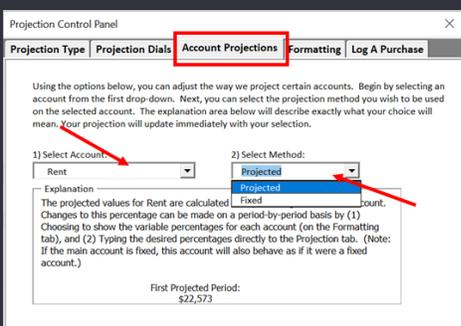 Projection Control Panel
Projection Type Projection Dials Account Projections Formatting Log A Purchase
Using the options below, you can adjust the way we project certain accounts. Begin by selecting an
account from the first drop-down. Next, you can select the projection method you wish to be used
on the selected account. The explanation area below will describe exactly what your choice will
mean. Your projection will update immediately with your selection.
1) Select Account: 2) Select Method:
Rent Projected
Projected
Fixed
Explanation
The projected values for Rent are calculated ount.
Changes to this percentage can be made on a period-by-period basis by (1)
Choosing to show the variable percentages for each account (on the Formatting
tab), and (2) Typing the desired percentages directly to the Projection tab. (Note:
If the main account is fixed, this account will also behave as if it were a fixed
account.)
First Projected Period:
$22,573